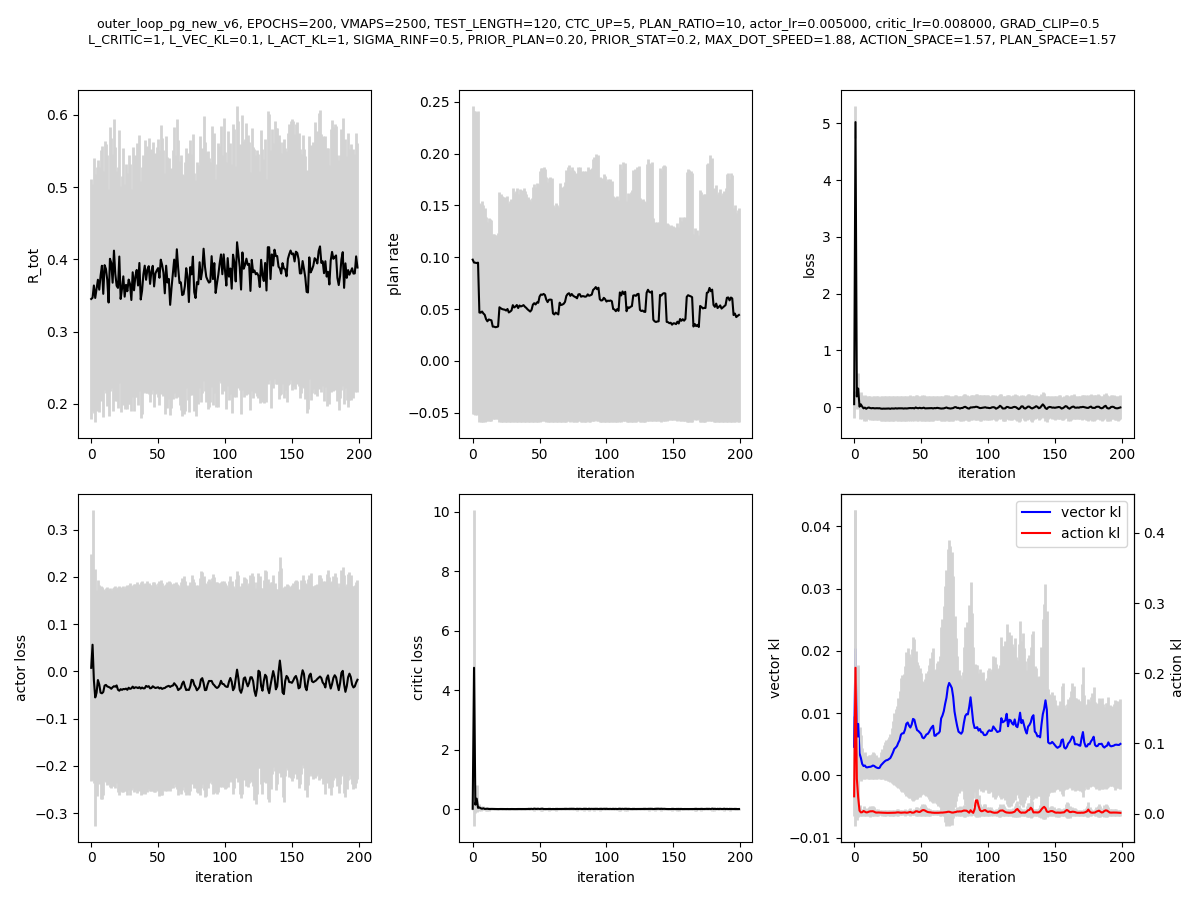 outer_loop_pg_new_v6, EPOCHS=200, VMAPS=2500, TEST_LENGTH=120, CTC_UP=5, PLAN_RATIO=10, actor_lr=0.005000, critic_lr=0.008000, GRAD_CLIP=0.5
L_CRITIC=1, L_VEC_KL=0.1, L_ACT_KL=1, SIGMA_RINF=0.5, PRIOR_PLAN=0.20, PRIOR_STAT=0.2, MAX_DOT_SPEED=1.88, ACTION_SPACE=1.57, PLAN_SPACE=1.57
R_tot
0.6
0.5
0.4
0.3
0.2
0 50 100 150 200
iteration
plan rate
0.25
0.20
0.15
0.10
0.05
0.00
−0.05
0 50 100 150 200
iteration
loss
5
4
3
2
1
0
0 50 100 150 200
iteration
actor loss
0.3
0.2
0.1
0.0
−0.1
−0.2
−0.3
0 50 100 150 200
iteration
critic loss
10
8
6
4
2
0
0 50 100 150 200
iteration
vector kl
0.04
0.03
0.02
0.01
0.00
−0.01
0 50 100 150 200
iteration
vector kl
action kl
0.4
0.3
0.2
0.1
0.0
action kl